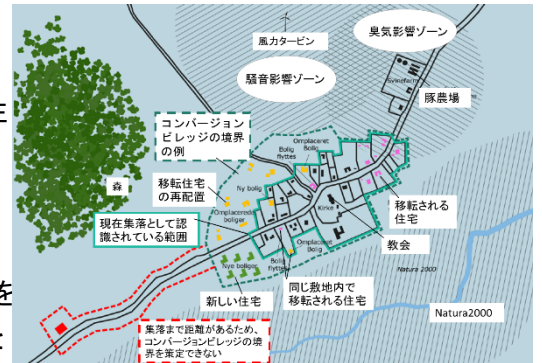 臭気影響ゾーン
風力タービン
騒音影響ゾーン
Svinefarm
豚農場
三
コンバージョン
ビレッジの境界
の例
Bolig
flyttes
Omplaceret
Bolig
森
移転住宅
の再配置
Ny bolig
Omplacerede
boliger
Kirke
移転される
住宅
現在集落として認
識されている範囲
教会
Nye boliger
Bolig
flyttes
Omplaceret
Bolig
Natura 2000
を
新しい住宅
同じ敷地内で
移転される住宅
Natura2000
集落まで距離があるため、
コンバージョンビレッジの境
界を策定できない